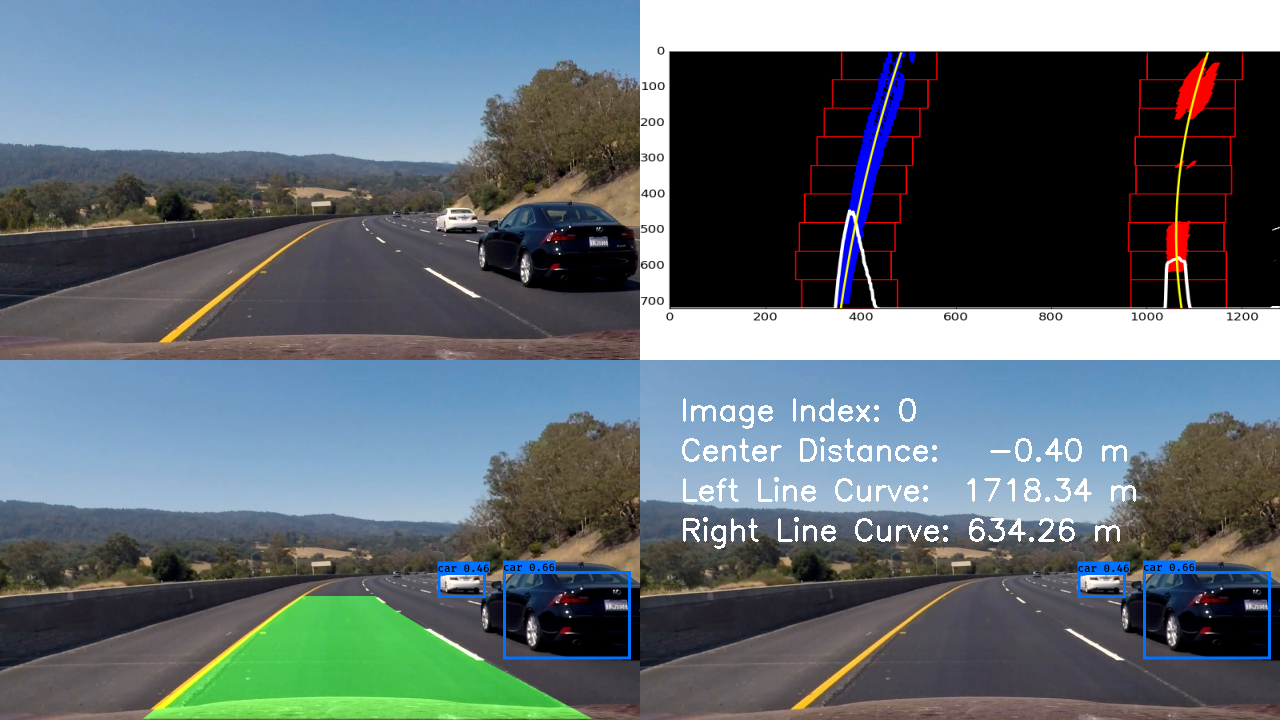 0
100
200
300
400
500
600
700
0 200 400 600 800 1000 1200
car 0.46
car 0.66
Image Index: 0
Center Distance: -0.40 m
Left Line Curve: 1718.34 m
Right Line Curve: 634.26 m
car 0.46
car 0.66